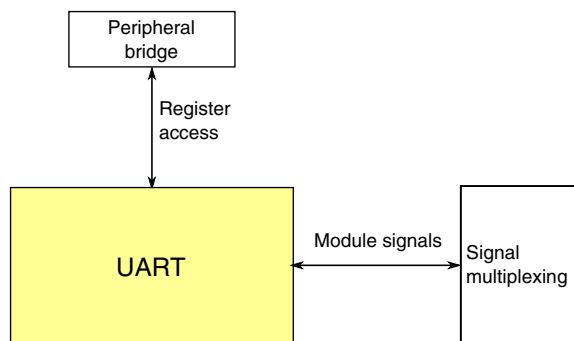 Peripheral
bridge
Register
access
UART
Module signals
Signal
multiplexing